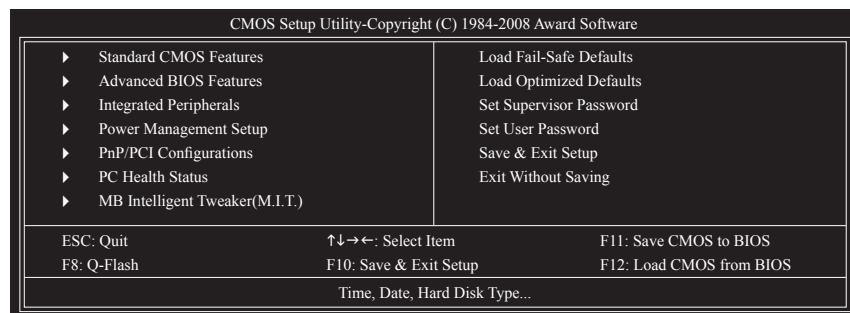 CMOS Setup Utility-Copyright (C) 1984-2008 Award Software
Standard CMOS Features
Advanced BIOS Features
Integrated Peripherals
Power Management Setup
PnP/PCI Configurations
PC Health Status
MB Intelligent Tweaker(M.I.T.)
Load Fail-Safe Defaults
Load Optimized Defaults
Set Supervisor Password
Set User Password
Save & Exit Setup
Exit Without Saving
ESC: Quit ↑↓→←: Select Item F11: Save CMOS to BIOS
F8: Q-Flash F10: Save & Exit Setup F12: Load CMOS from BIOS
Time, Date, Hard Disk Type...